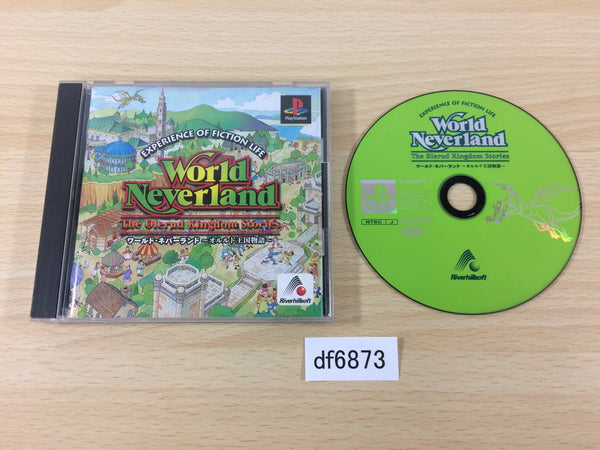 PlayStation
EXPERIENCE OF FICTION LIFE
World
Neverland
The Olerud Kingdom Stories
ワールド・ネバーランド～オルルド王国物語～
Riverhillsoft
EXPERIENCE OF FICTION LIFE
World
Neverland
The Olerud Kingdom Stories
ワールド・ネバーランド～オルルド王国物語～
NTSC J
Riverhillsoft
df6873